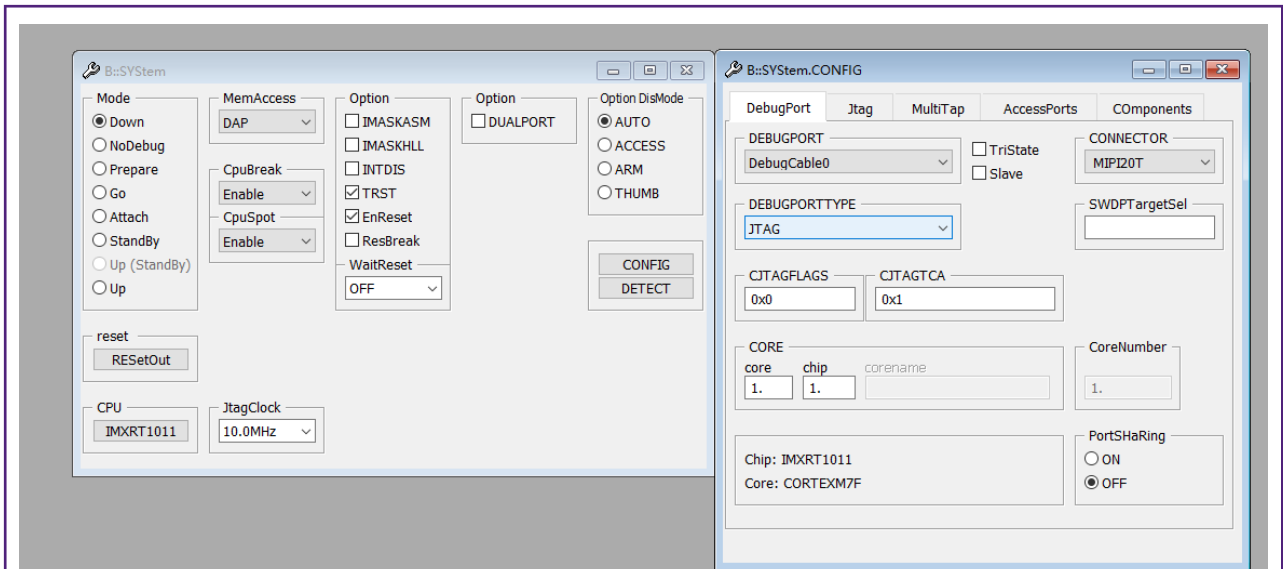 B::SYStem
Mode
Down
NoDebug
Prepare
Go
Attach
StandBy
Up (StandBy)
Up
MemAccess
DAP
CpuBreak
Enable
CpuSpot
Enable
Option
IMASKASM
IMASKHLL
INTDIS
TRST
EnReset
ResBreak
WaitReset
OFF
Option
DUALPORT
Option DisMode
AUTO
ACCESS
ARM
THUMB
CONFIG
DETECT
reset
RESetOut
CPU
IMXRT1011
JtagClock
10.0MHz
B::SYStem.CONFIG
DebugPort Jtag MultiTap AccessPorts COmponents
DEBUGPORT
DebugCable0
TriState
Slave
CONNECTOR
MIPI20T
DEBUGPORTTYPE
JTAG
SWDPTargetSel
CJTAGFLAGS
0x0
CJTAGTCA
0x1
CORE
core chip corename
1. 1.
CoreNumber
1.
Chip: IMXRT1011
Core: CORTEXM7F
PortSHaRing
ON
OFF